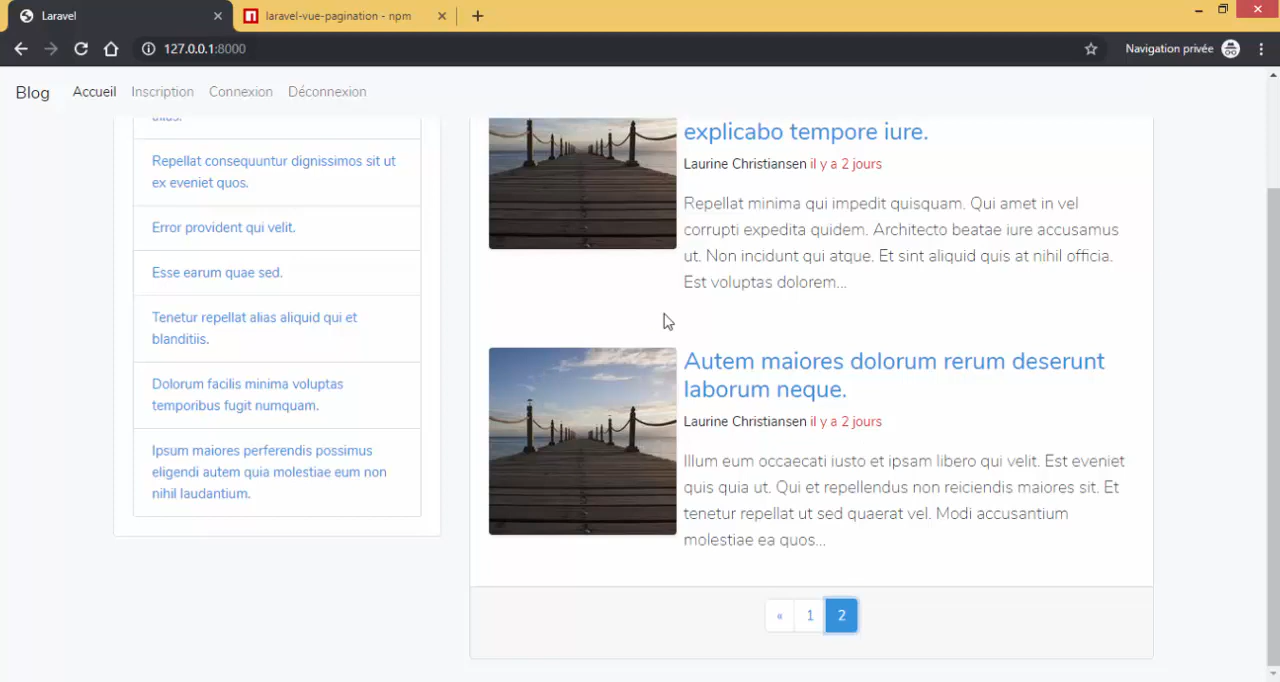 Laravel
laravel-vue-pagination - npm
127.0.0.1:8000
Navigation privée
Blog Accueil Inscription Connexion Déconnexion
alias.
Repellat consequuntur dignissimos sit ut
ex eveniet quos.
Error provident qui velit.
Esse earum quae sed.
Tenetur repellat alias aliquid qui et
blanditiis.
Dolorum facilis minima voluptas
temporibus fugit numquam.
Ipsum maiores perferendis possimus
eligendi autem quia molestiae eum non
nihil laudantium.
explicabo tempore iure.
Laurine Christiansen il y a 2 jours
Repellat minima qui impedit quisquam. Qui amet in vel
corrupti expedita quidem. Architecto beatae iure accusamus
ut. Non incidunt qui atque. Et sint aliquid quis at nihil officia.
Est voluptas dolorem...
Autem maiores dolorum rerum deserunt
laborum neque.
Laurine Christiansen il y a 2 jours
Illum eum occaecati iusto et ipsam libero qui velit. Est eveniet
quis quia ut. Qui et repellendus non reiciendis maiores sit. Et
tenetur repellat ut sed quaerat vel. Modi accusantium
molestiae ea quos...
« 1 2